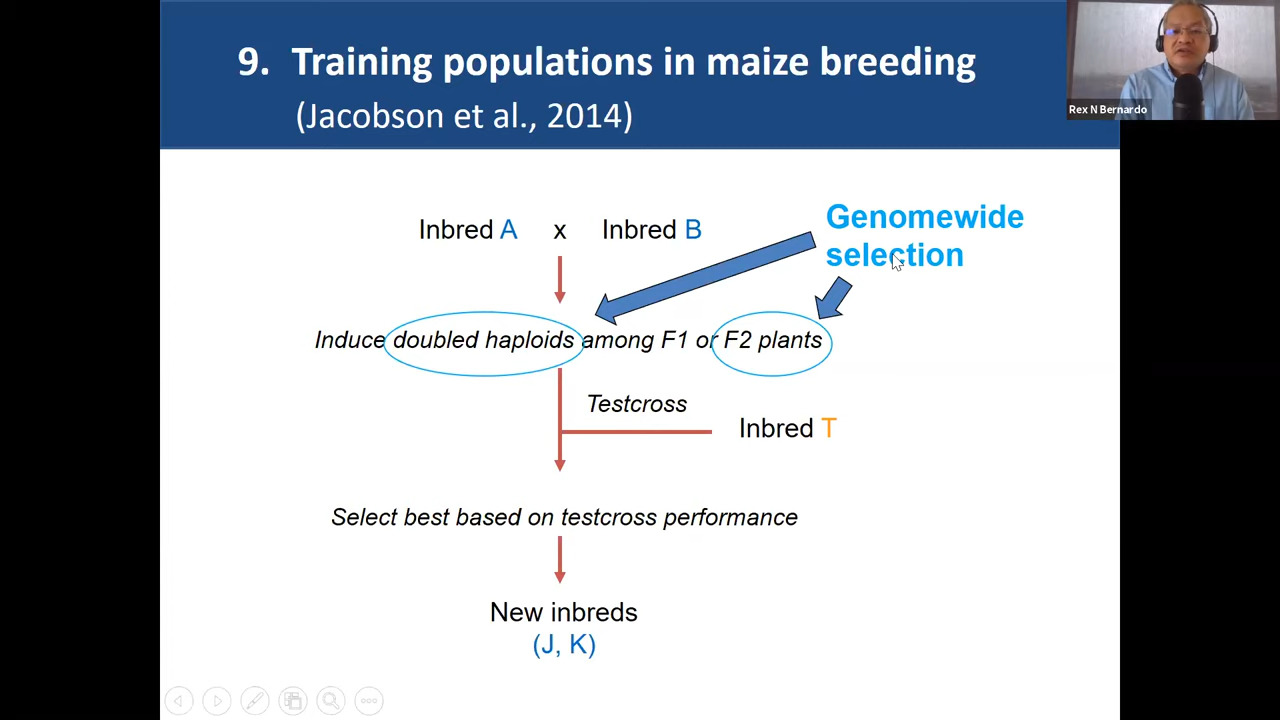 9. Training populations in maize breeding
(Jacobson et al., 2014)
Rex N Bernardo
Genomewide
selection
Inbred A x Inbred B
Induce doubled haploids among F1 or F2 plants
Testcross
Inbred T
Select best based on testcross performance
New inbreds
(J, K)